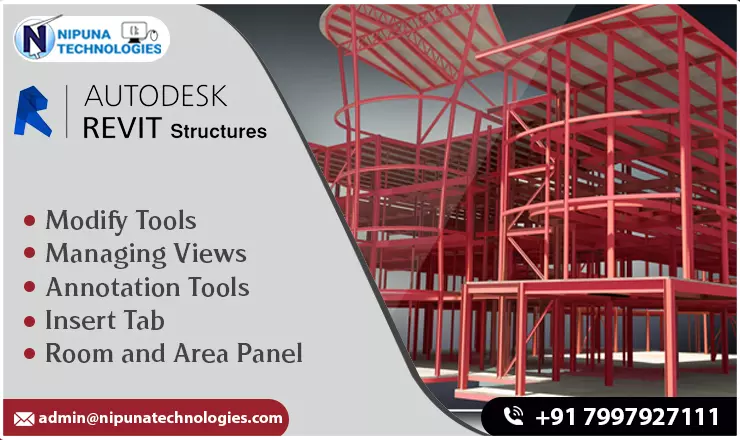 N NIPUNA
TECHNOLOGIES
AUTODESK
REVIT Structures
Modify Tools
Managing Views
Annotation Tools
Insert Tab
Room and Area Panel
admin@nipunatechnologies.com
+91 7997927111